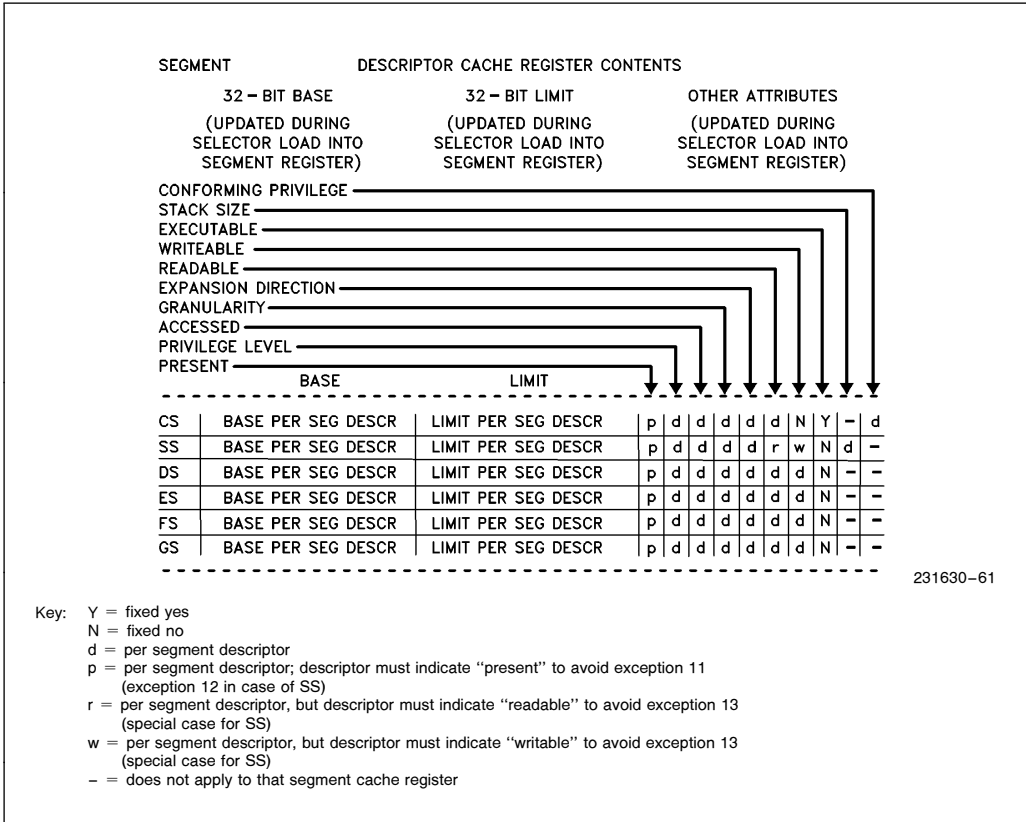 SEGMENT DESCRIPTOR CACHE REGISTER CONTENTS
32 – BIT BASE 32 – BIT LIMIT OTHER ATTRIBUTES
(UPDATED DURING (UPDATED DURING (UPDATED DURING
SELECTOR LOAD INTO SELECTOR LOAD INTO SELECTOR LOAD INTO
SEGMENT REGISTER) SEGMENT REGISTER) SEGMENT REGISTER)
CONFORMING PRIVILEGE
STACK SIZE
EXECUTABLE
WRITEABLE
READABLE
EXPANSION DIRECTION
GRANULARITY
ACCESSED
PRIVILEGE LEVEL
PRESENT
BASE LIMIT
CS BASE PER SEG DESCR LIMIT PER SEG DESCR p d d d d d N Y – d
SS BASE PER SEG DESCR LIMIT PER SEG DESCR p d d d d r w N d –
DS BASE PER SEG DESCR LIMIT PER SEG DESCR p d d d d d d N – –
ES BASE PER SEG DESCR LIMIT PER SEG DESCR p d d d d d d N – –
FS BASE PER SEG DESCR LIMIT PER SEG DESCR p d d d d d d N – –
GS BASE PER SEG DESCR LIMIT PER SEG DESCR p d d d d d d N – –
231630–61
Key: Y = fixed yes
N = fixed no
d = per segment descriptor
p = per segment descriptor; descriptor must indicate ‘‘present’’ to avoid exception 11
(exception 12 in case of SS)
r = per segment descriptor, but descriptor must indicate ‘‘readable’’ to avoid exception 13
(special case for SS)
w = per segment descriptor, but descriptor must indicate ‘‘writable’’ to avoid exception 13
(special case for SS)
– = does not apply to that segment cache register